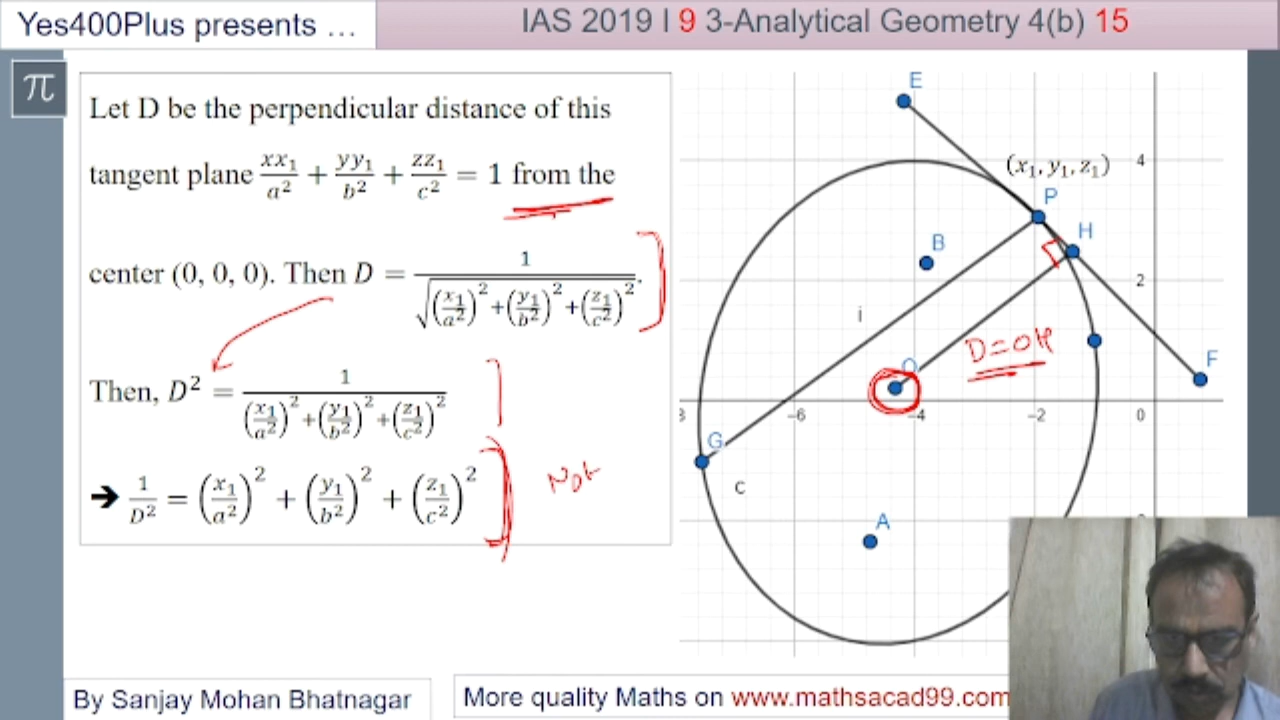 Yes400Plus presents …
IAS 2019 I 9 3-Analytical Geometry 4(b) 15
π
Let D be the perpendicular distance of this
tangent plane xx₁/a² + yy₁/b² + zz₁/c² = 1 from the
center (0, 0, 0). Then D = 1/√((x₁/a²)² + (y₁/b²)² + (z₁/c²)²).
Then, D² = 1/((x₁/a²)² + (y₁/b²)² + (z₁/c²)²)
➔ 1/D² = (x₁/a²)² + (y₁/b²)² + (z₁/c²)²
E
(x₁, y₁, z₁)
4
P
H
B
2
i
D=OH
O
F
-6
-4
-2
0
G
c
A
By Sanjay Mohan Bhatnagar
More quality Maths on www.mathsacad99.com